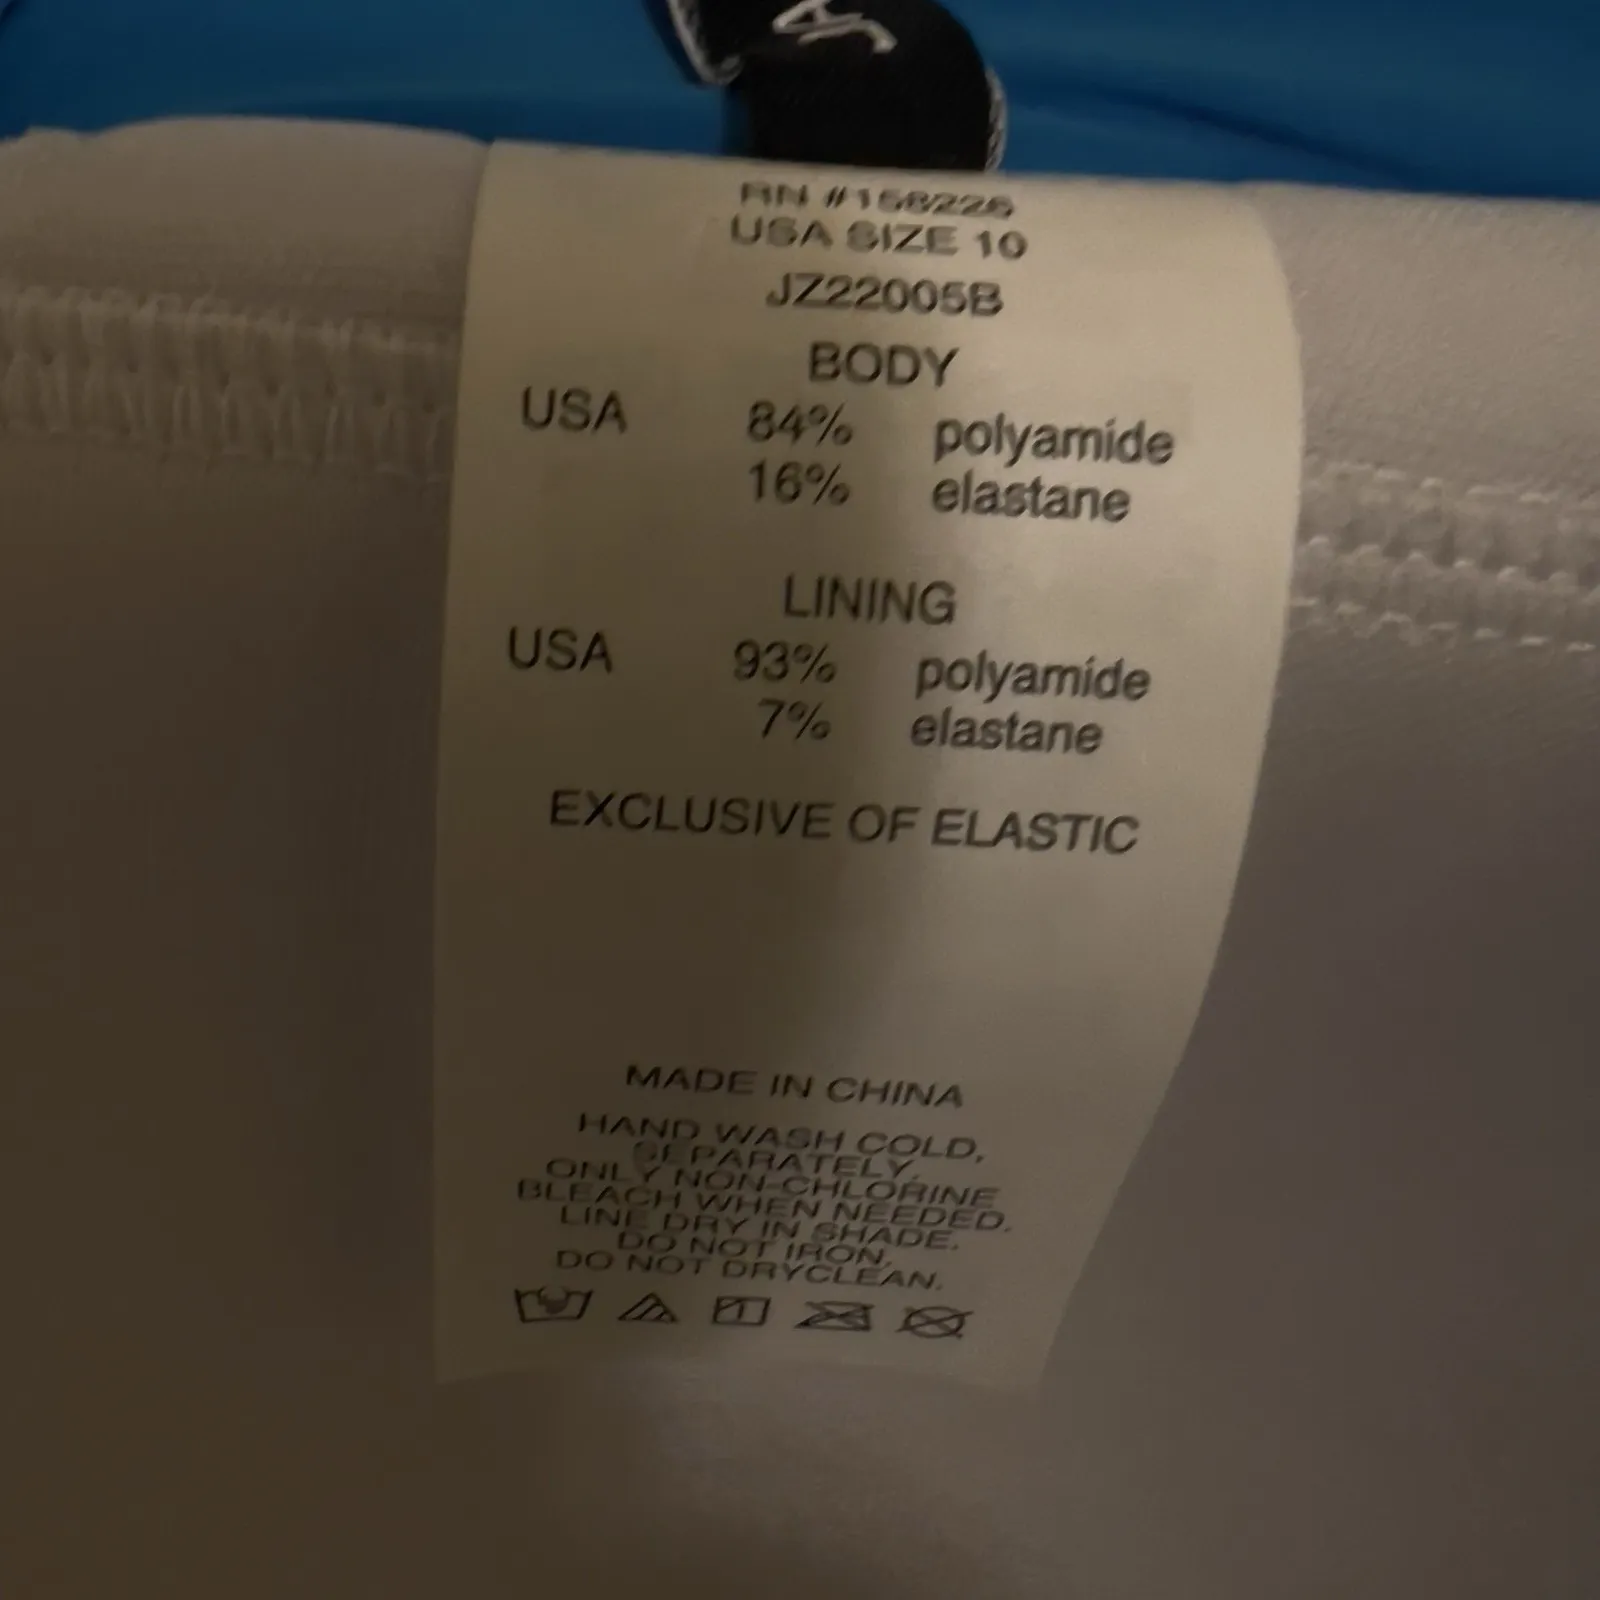 RN #158226
USA SIZE 10
JZ22005B
BODY
USA 84% polyamide
16% elastane
LINING
USA 93% polyamide
7% elastane
EXCLUSIVE OF ELASTIC
MADE IN CHINA
HAND WASH COLD,
SEPARATELY.
ONLY NON-CHLORINE
BLEACH WHEN NEEDED.
LINE DRY IN SHADE.
DO NOT IRON.
DO NOT DRYCLEAN.